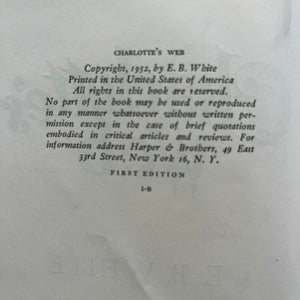 CHARLOTTE'S WEB
Copyright, 1952, by E. B. White
Printed in the United States of America
All rights in this book are reserved.
No part of the book may be used or reproduced
in any manner whatsoever without written per-
mission except in the case of brief quotations
embodied in critical articles and reviews. For
information address Harper & Brothers, 49 East
33rd Street, New York 16, N. Y.
FIRST EDITION
I-B
E. B. WHITE